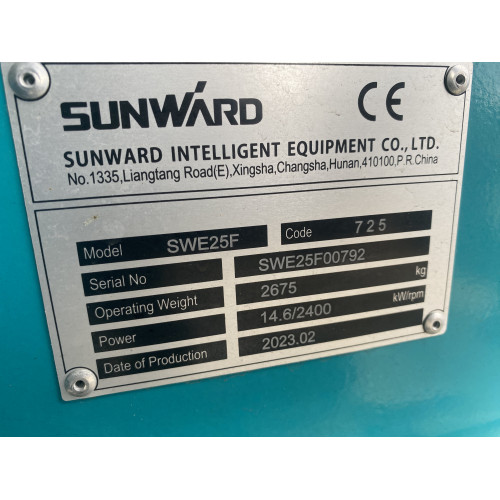 SUNWARD CE
SUNWARD INTELLIGENT EQUIPMENT CO., LTD.
No.1335,Liangtang Road(E),Xingsha,Changsha,Hunan,410100,P.R.China
Model SWE25F Code 725
Serial No SWE25F00792
Operating Weight 2675 kg
Power 14.6/2400 kW/rpm
Date of Production 2023.02